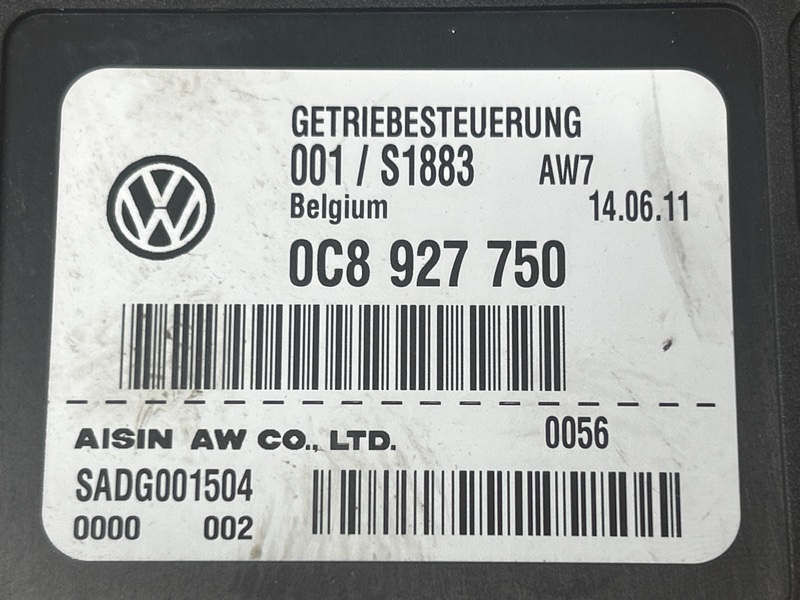 GETRIEBESTEUERUNG
001 / S1883 AW7
Belgium 14.06.11
0C8 927 750
AISIN AW CO., LTD. 0056
SADG001504
0000 002